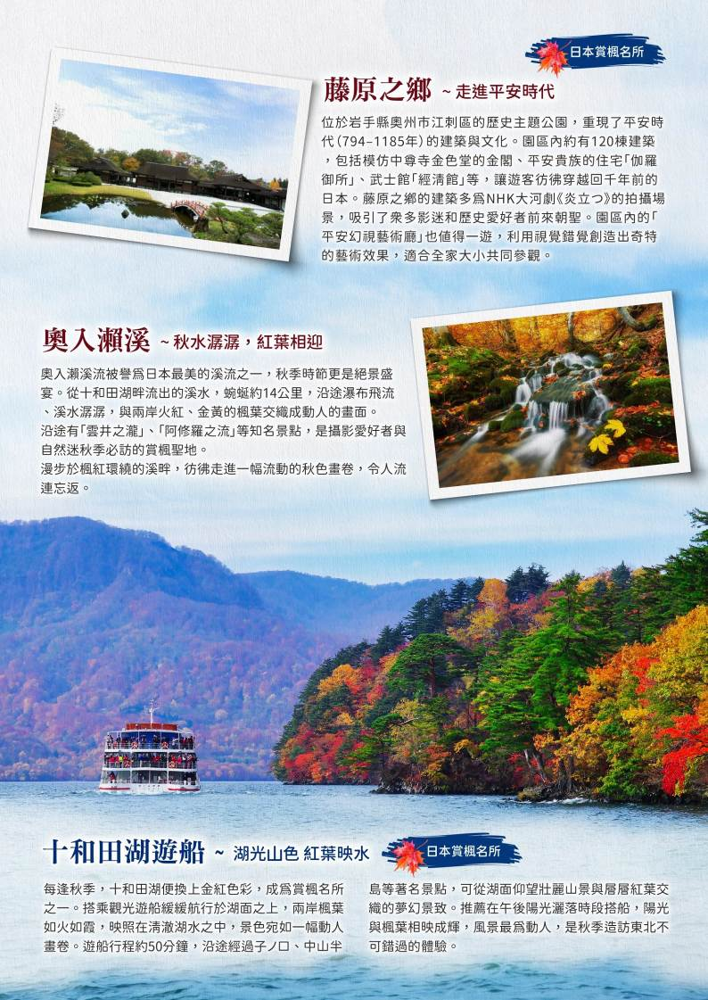 日本賞楓名所
藤原之鄉 ~走進平安時代
位於岩手縣奧州市江刺區的歷史主題公園，重現了平安時
代（794–1185年）的建築與文化。園區內約有120棟建築
，包括模仿中尊寺金色堂的金閣、平安貴族的住宅「伽羅
御所」、武士館「經清館」等，讓遊客彷彿穿越回千年前的
日本。藤原之鄉的建築多為NHK大河劇《炎立つ》的拍攝場
景，吸引了眾多影迷和歷史愛好者前來朝聖。園區內的「
平安幻視藝術廳」也值得一遊，利用視覺錯覺創造出奇特
的藝術效果，適合全家大小共同參觀。
奧入瀨溪 ~秋水潺潺，紅葉相迎
奧入瀨溪流被譽為日本最美的溪流之一，秋季時節更是絕景盛
宴。從十和田湖畔流出的溪水，蜿蜒約14公里，沿途瀑布飛流
、溪水潺潺，與兩岸火紅、金黃的楓葉交織成動人的畫面。
沿途有「雲井之瀧」、「阿修羅之流」等知名景點，是攝影愛好者與
自然迷秋季必訪的賞楓聖地。
漫步於楓紅環繞的溪畔，彷彿走進一幅流動的秋色畫卷，令人流
連忘返。
十和田湖遊船 ~ 湖光山色 紅葉映水
日本賞楓名所
每逢秋季，十和田湖便換上金紅色彩，成為賞楓名所
之一。搭乘觀光遊船緩緩航行於湖面之上，兩岸楓葉
如火如霞，映照在清澈湖水之中，景色宛如一幅動人
畫卷。遊船行程約50分鐘，沿途經過子ノ口、中山半
島等著名景點，可從湖面仰望壯麗山景與層層紅葉交
織的夢幻景致。推薦在午後陽光灑落時段搭船，陽光
與楓葉相映成輝，風景最為動人，是秋季造訪東北不
可錯過的體驗。